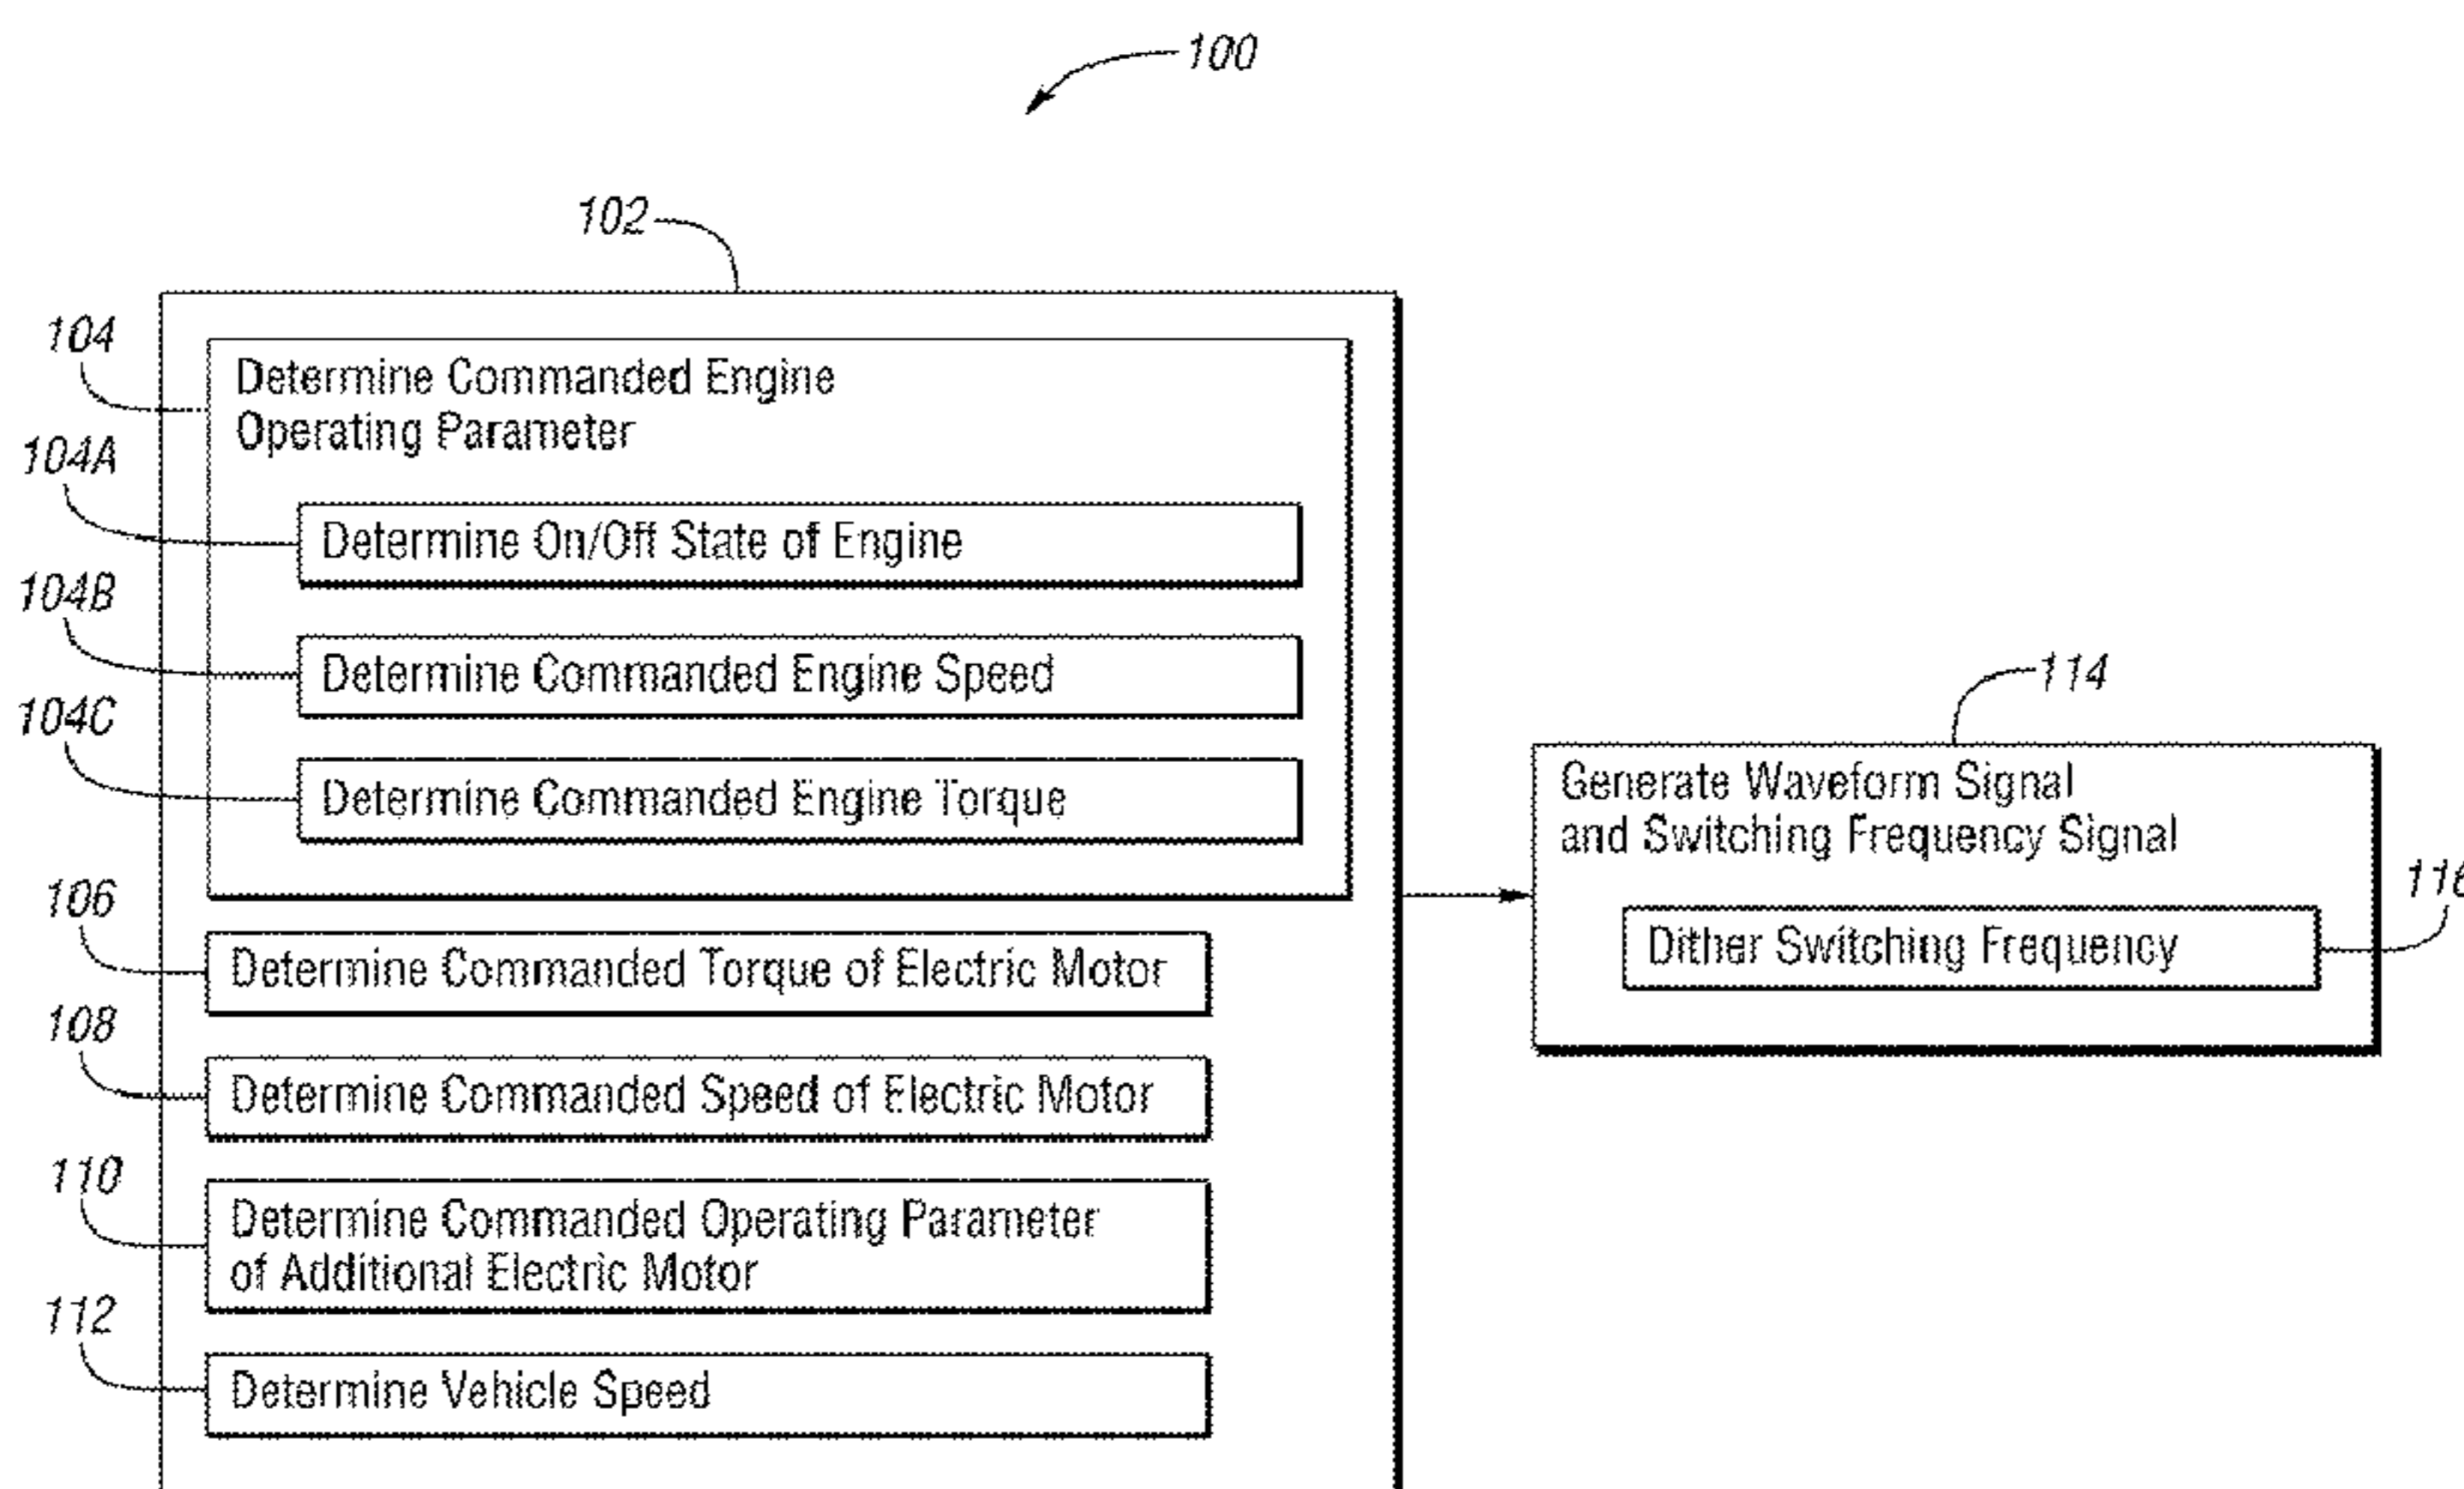 100
102
104
Determine Commanded Engine
Operating Parameter
104A
Determine On/Off State of Engine
104B
Determine Commanded Engine Speed
104C
Determine Commanded Engine Torque
106
Determine Commanded Torque of Electric Motor
108
Determine Commanded Speed of Electric Motor
110
Determine Commanded Operating Parameter
of Additional Electric Motor
112
Determine Vehicle Speed
114
Generate Waveform Signal
and Switching Frequency Signal
116
Dither Switching Frequency